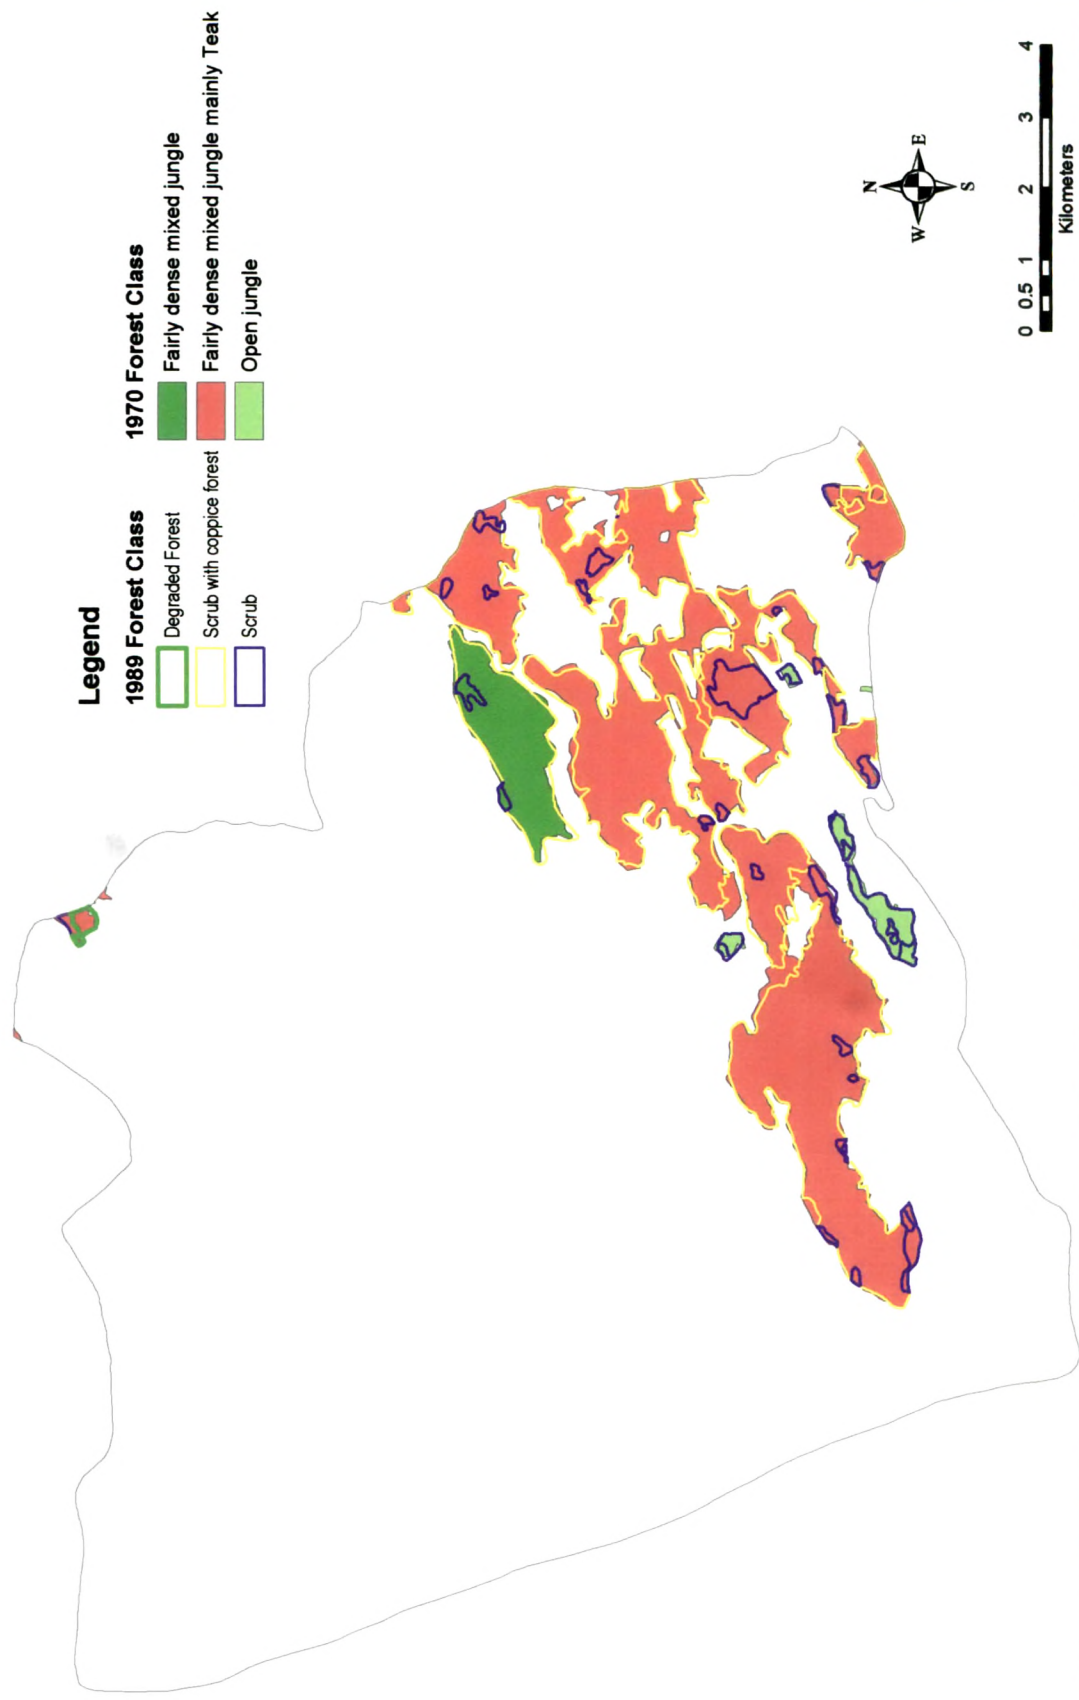 Legend
1989 Forest Class
Degraded Forest
Scrub with coppice forest
Scrub
1970 Forest Class
Fairly dense mixed jungle
Fairly dense mixed jungle mainly Teak
Open jungle
N
W E
S
0 0.5 1 2 3 4
Kilometers